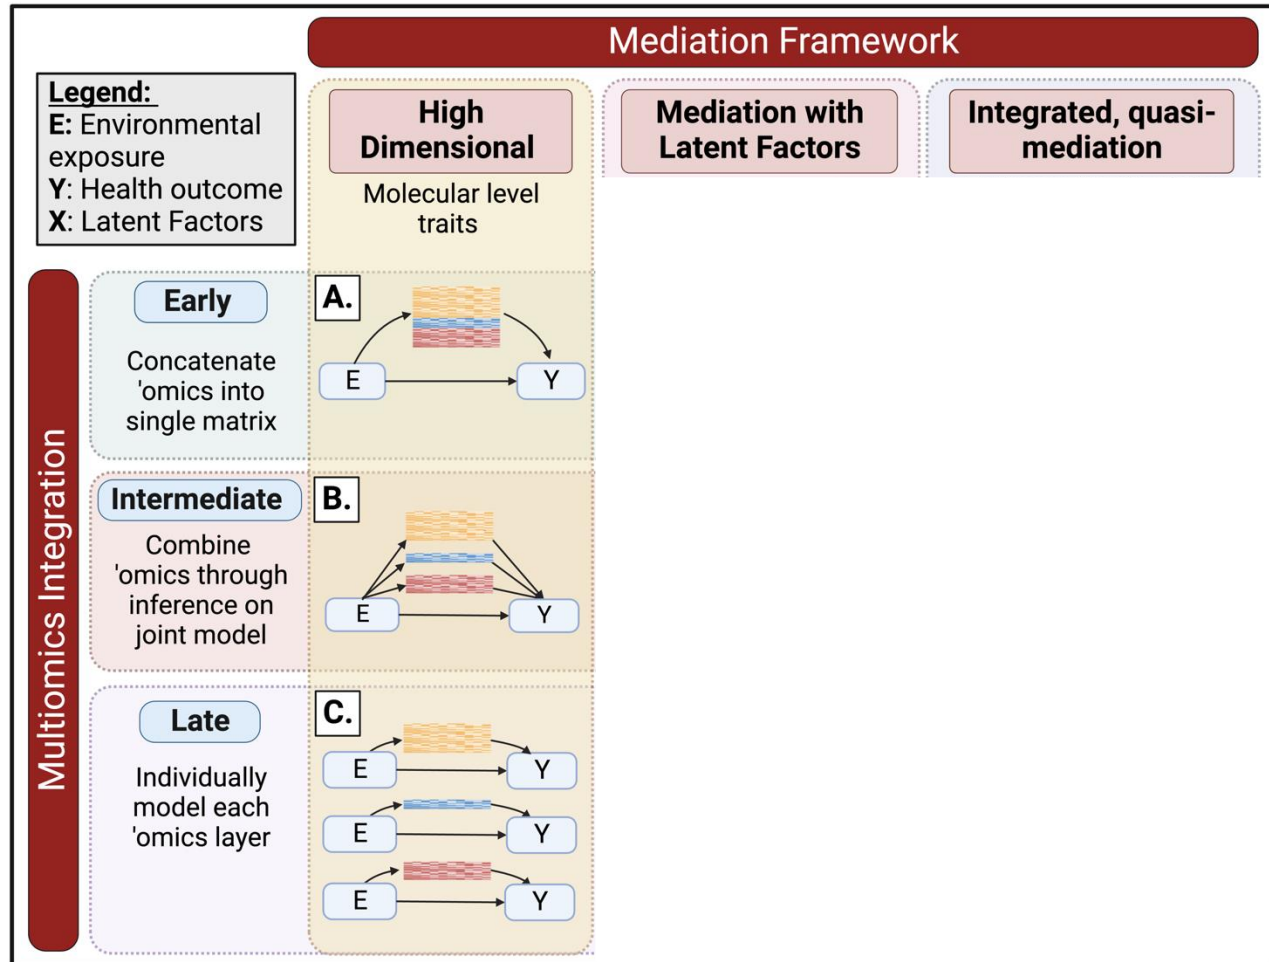 Mediation Framework
Legend:
E: Environmental
exposure
Y: Health outcome
X: Latent Factors
High
Dimensional
Molecular level
traits
Mediation with
Latent Factors
Integrated, quasi-
mediation
Multiomics Integration
Early
Concatenate
'omics into
single matrix
A.
E
Y
Intermediate
Combine
'omics through
inference on
joint model
B.
E
Y
Late
Individually
model each
'omics layer
C.
E
Y
E
Y
E
Y